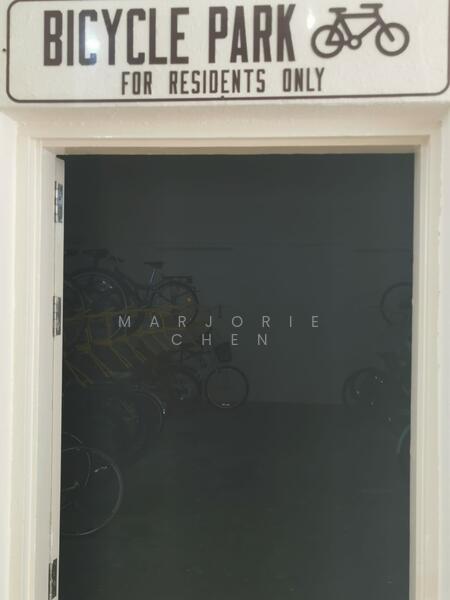 BICYCLE PARK
FOR RESIDENTS ONLY
MARJORIE
CHEN